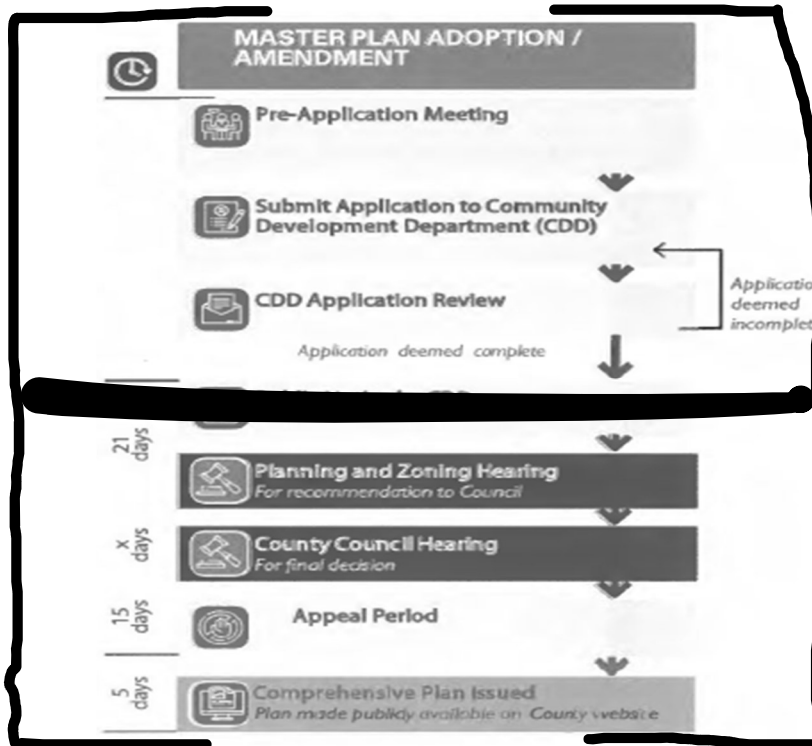 MASTER PLAN ADOPTION /
AMENDMENT
Pre-Application Meeting
Submit Application to Community
Development Department (CDD)
CDD Application Review
Applicatio
deemed
incomplet
Application deemed complete
21
days
Planning and Zoning Hearing
For recommendation to Council
x
days
County Council Hearing
For final decision
15
days
Appeal Period
5
days
Comprehensive Plan Issued
Plan made publicly available on County website